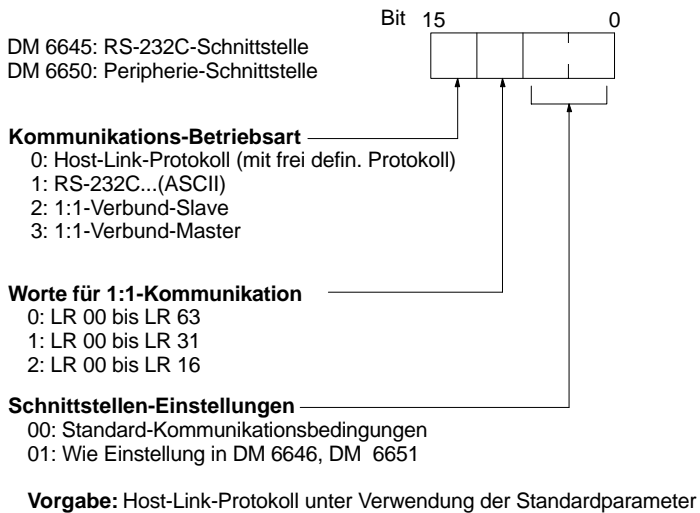 Bit 15 0
DM 6645: RS-232C-Schnittstelle
DM 6650: Peripherie-Schnittstelle
Kommunikations-Betriebsart
0: Host-Link-Protokoll (mit frei defin. Protokoll)
1: RS-232C...(ASCII)
2: 1:1-Verbund-Slave
3: 1:1-Verbund-Master
Worte für 1:1-Kommunikation
0: LR 00 bis LR 63
1: LR 00 bis LR 31
2: LR 00 bis LR 16
Schnittstellen-Einstellungen
00: Standard-Kommunikationsbedingungen
01: Wie Einstellung in DM 6646, DM 6651
Vorgabe: Host-Link-Protokoll unter Verwendung der Standardparameter